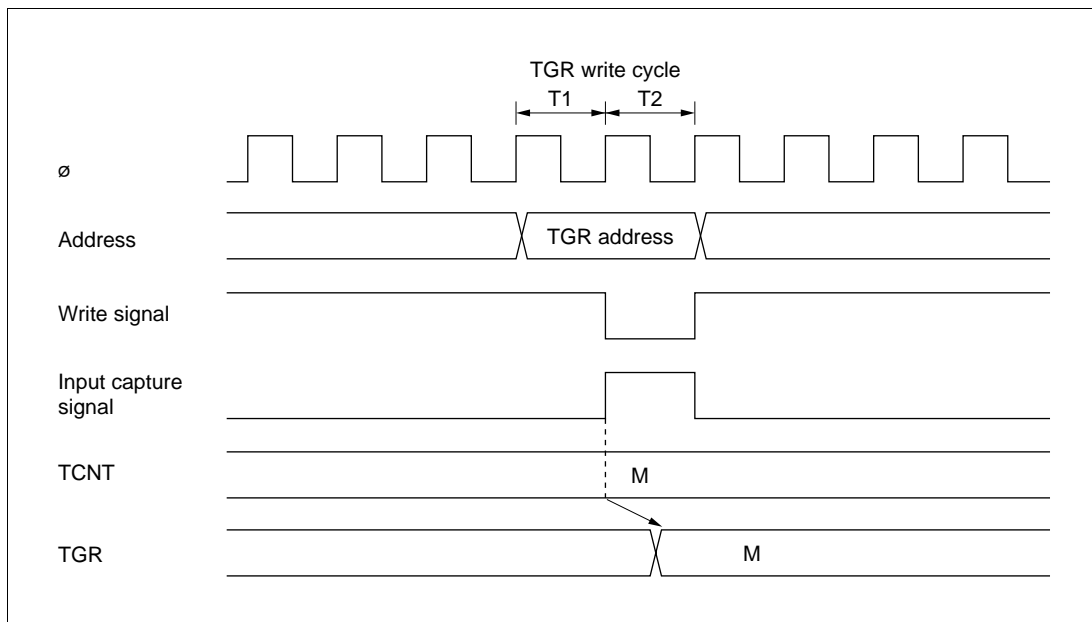 TGR write cycle
T1 T2
ø
Address
TGR address
Write signal
Input capture
signal
TCNT
M
TGR
M